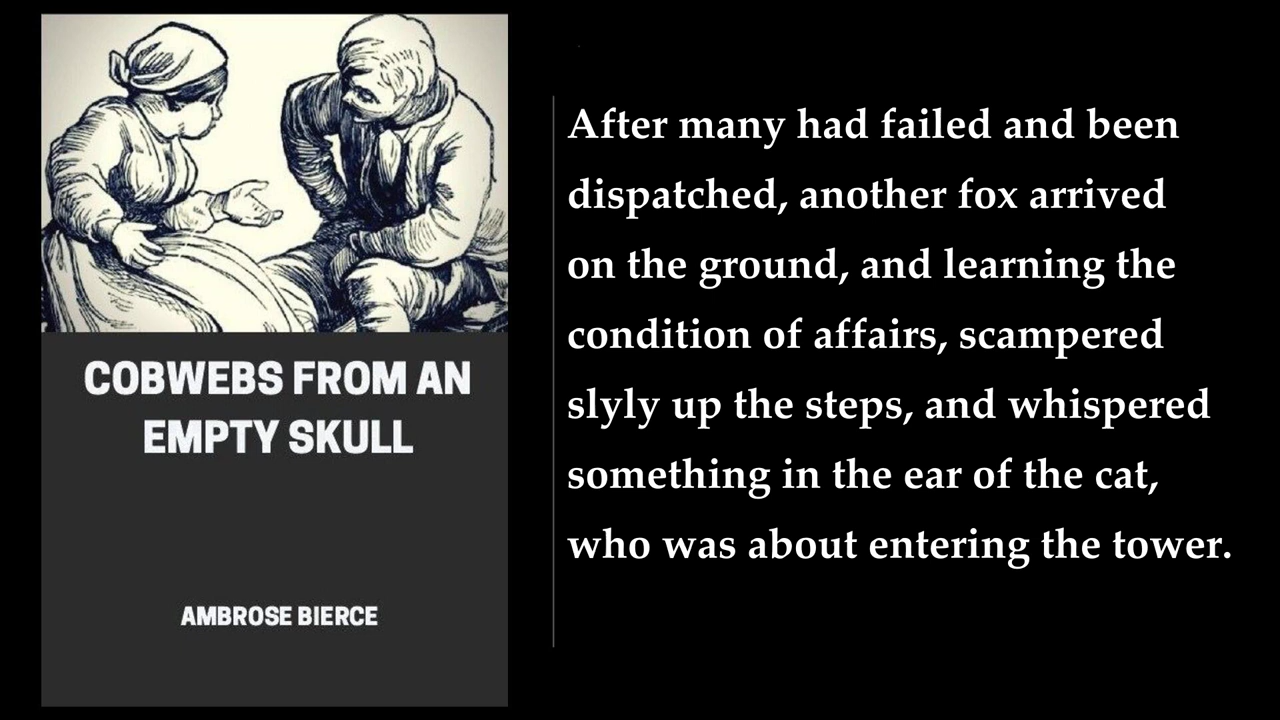 COBWEBS FROM AN
EMPTY SKULL
AMBROSE BIERCE
After many had failed and been
dispatched, another fox arrived
on the ground, and learning the
condition of affairs, scampered
slyly up the steps, and whispered
something in the ear of the cat,
who was about entering the tower.